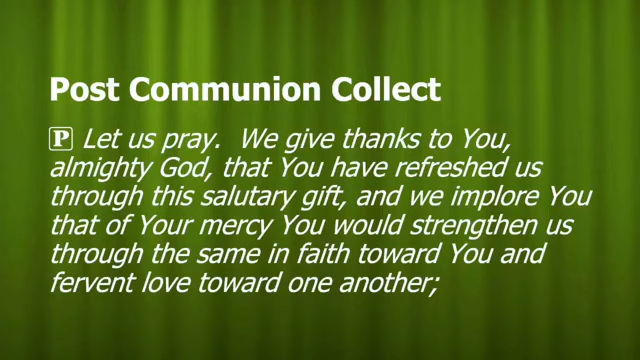 Post Communion Collect
P Let us pray.  We give thanks to You,
almighty God, that You have refreshed us
through this salutary gift, and we implore You
that of Your mercy You would strengthen us
through the same in faith toward You and
fervent love toward one another;